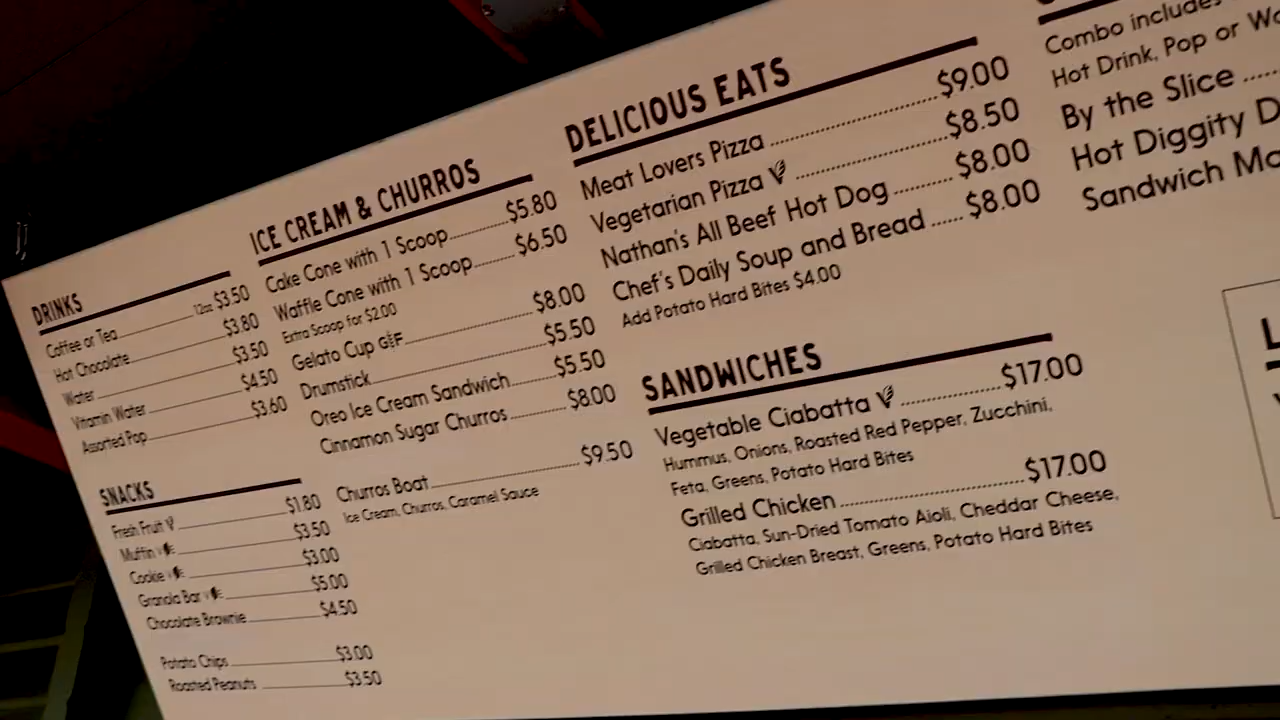 DRINKS
Coffee or Tea 12oz $3.50
Hot Chocolate $3.80
Water $3.50
Vitamin Water $4.50
Assorted Pop $3.60
SNACKS
Fresh Fruit $1.80
Muffin $3.50
Cookie $3.00
Granola Bar $5.00
Chocolate Brownie $4.50
Potato Chips $3.00
Roasted Peanuts $3.50
ICE CREAM & CHURROS
Cake Cone with 1 Scoop $5.80
Waffle Cone with 1 Scoop $6.50
Extra Scoop for $2.00
Gelato Cup GF $8.00
Drumstick $5.50
Oreo Ice Cream Sandwich $5.50
Cinnamon Sugar Churros $8.00
Churros Boat $9.50
Ice Cream, Churros, Caramel Sauce
DELICIOUS EATS
Meat Lovers Pizza $9.00
Vegetarian Pizza $8.50
Nathan's All Beef Hot Dog $8.00
Chef's Daily Soup and Bread $8.00
Add Potato Hard Bites $4.00
SANDWICHES
Vegetable Ciabatta $17.00
Hummus, Onions, Roasted Red Pepper, Zucchini,
Feta, Greens, Potato Hard Bites
Grilled Chicken $17.00
Ciabatta, Sun-Dried Tomato Aioli, Cheddar Cheese,
Grilled Chicken Breast, Greens, Potato Hard Bites
Combo includes
Hot Drink, Pop or
By the Slice
Hot Diggity
Sandwich